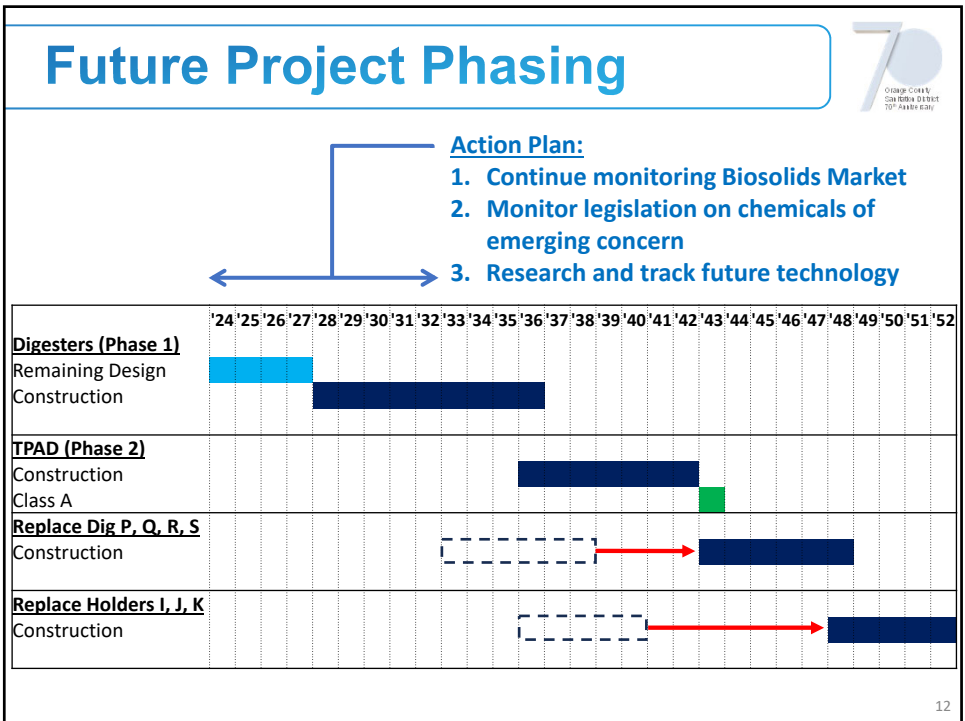 Future Project Phasing
70
Orange County
Sanitation District
70th Anniversary
Action Plan:
1. Continue monitoring Biosolids Market
2. Monitor legislation on chemicals of
emerging concern
3. Research and track future technology
'24 '25 '26 '27 '28 '29 '30 '31 '32 '33 '34 '35 '36 '37 '38 '39 '40 '41 '42 '43 '44 '45 '46 '47 '48 '49 '50 '51 '52
Digesters (Phase 1)
Remaining Design
Construction
TPAD (Phase 2)
Construction
Class A
Replace Dig P, Q, R, S
Construction
Replace Holders I, J, K
Construction
12